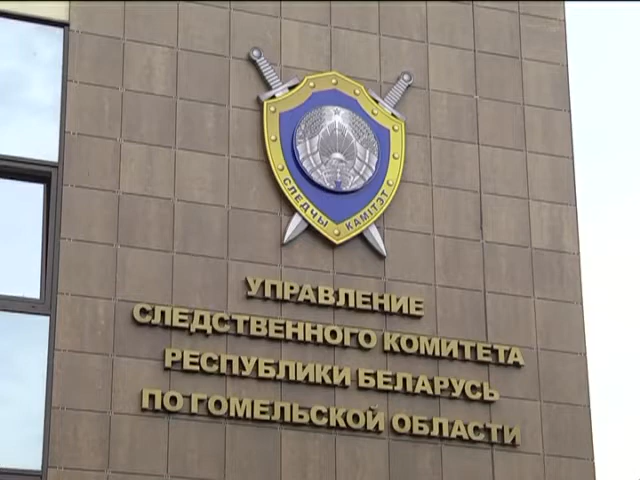 СЛЕДЧЫ КАМІТЭТ
УПРАВЛЕНИЕ
СЛЕДСТВЕННОГО КОМИТЕТА
РЕСПУБЛИКИ БЕЛАРУСЬ
ПО ГОМЕЛЬСКОЙ ОБЛАСТИ